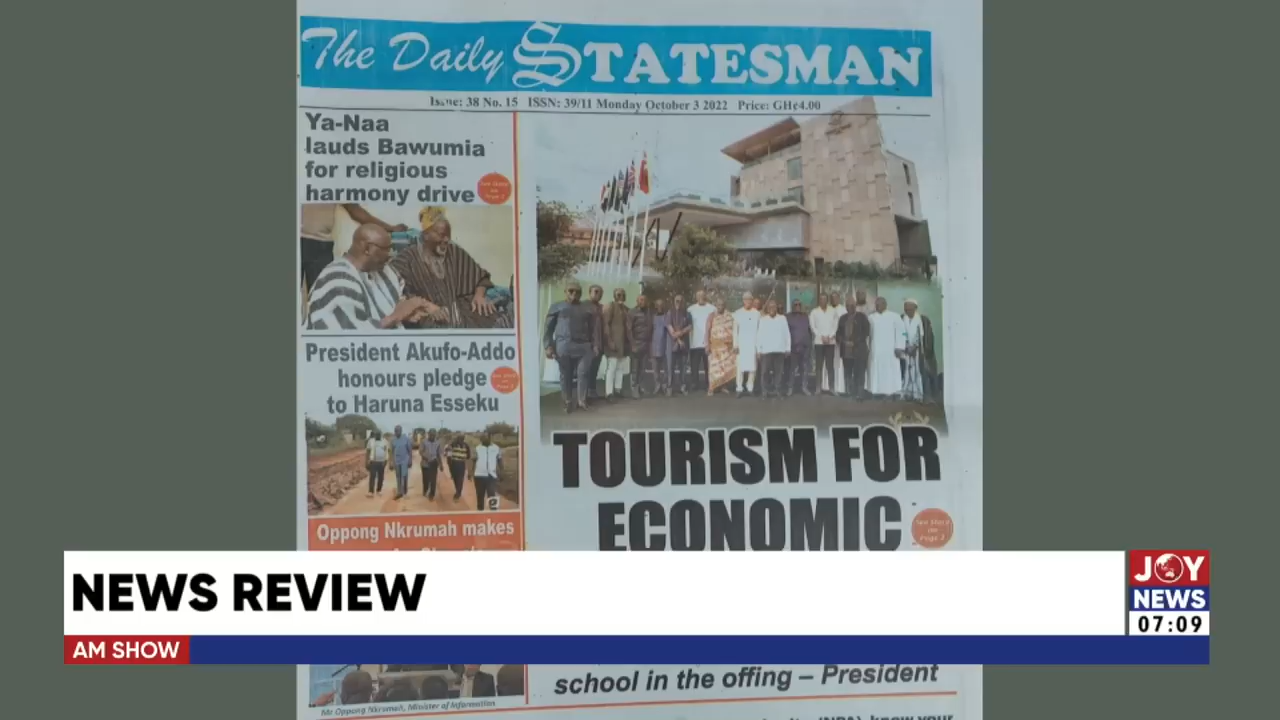 The Daily STATESMAN
Issue: 38 No. 15 ISSN: 39/11 Monday October 3 2022 Price: GH¢4.00
Ya-Naa
lauds Bawumia
for religious
harmony drive
President Akufo-Addo
honours pledge
to Haruna Esseku
Oppong Nkrumah makes
Mr Oppong Nkrumah, Minister of Information
TOURISM FOR
ECONOMIC
school in the offing – President
(NPA) know your
NEWS REVIEW
AM SHOW
JOY
NEWS
07:09